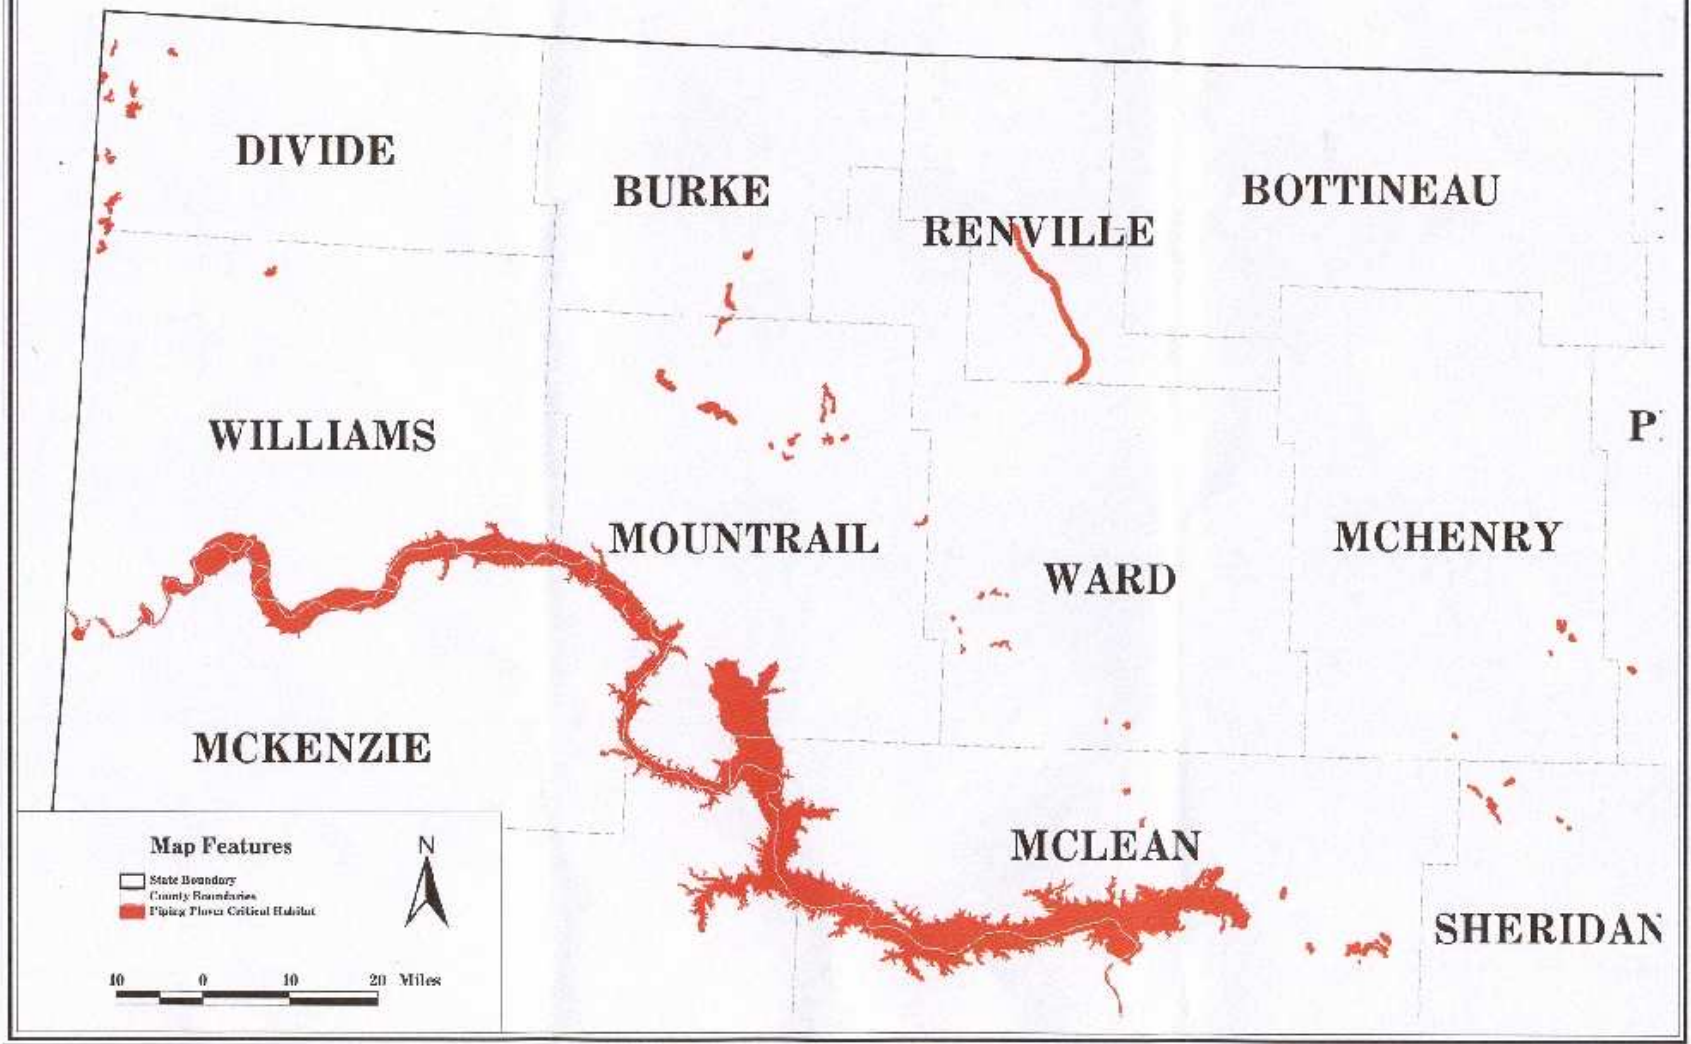 DIVIDE
BURKE
BOTTINEAU
RENVILLE
WILLIAMS
P
MOUNTRAIL
MCHENRY
WARD
MCKENZIE
MCLEAN
SHERIDAN
Map Features
N
State Boundary
County Boundaries
Piping Plover Critical Habitat
10 0 10 20 Miles